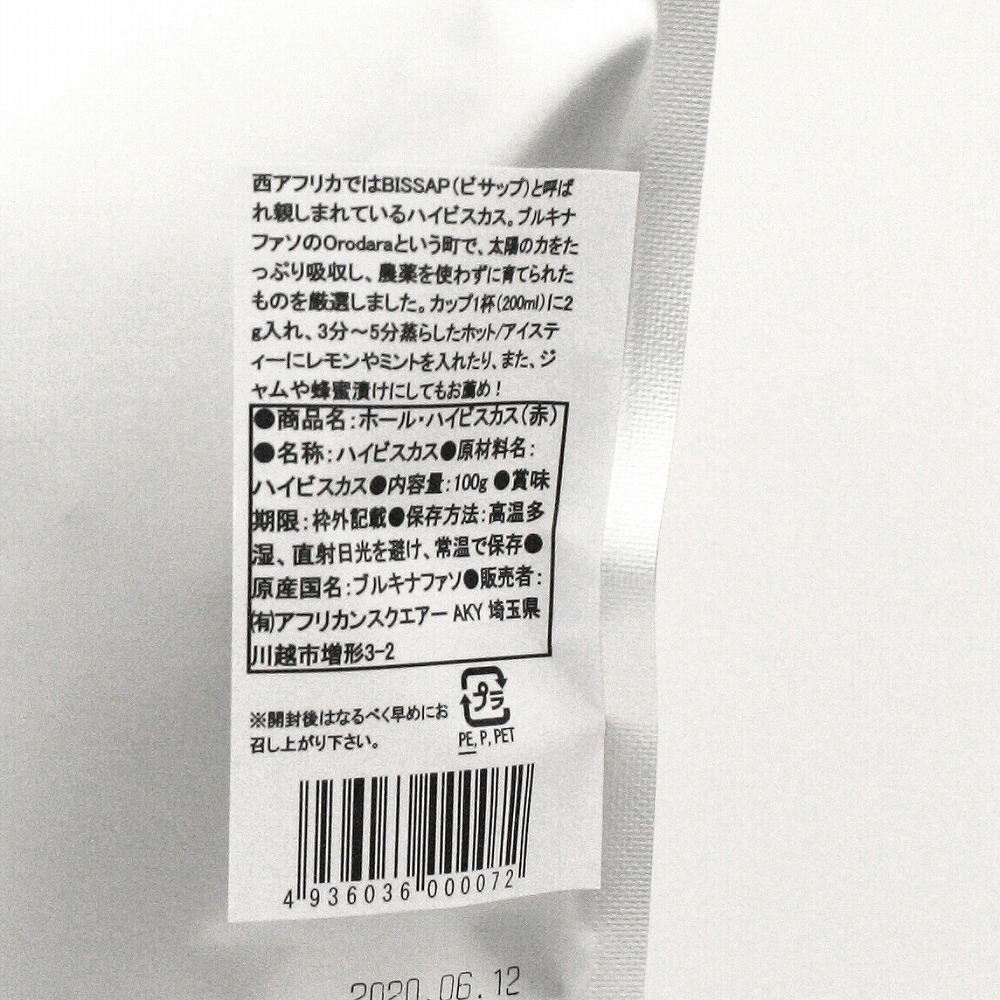 西アフリカではBISSAP(ビサップ)と呼ば
れ親しまれているハイビスカス。ブルキナ
ファソのOrodaraという町で、太陽の力をた
っぷり吸収し、農薬を使わずに育てられた
ものを厳選しました。カップ1杯(200ml)に2
g入れ、3分～5分蒸らしたホット/アイステ
ィーにレモンやミントを入れたり、また、ジ
ャムや蜂蜜漬けにしてもお薦め!
●商品名:ホール・ハイビスカス(赤)
●名称:ハイビスカス●原材料名:
ハイビスカス●内容量:100g ●賞味
期限:枠外記載●保存方法:高温多
湿、直射日光を避け、常温で保存●
原産国名:ブルキナファソ●販売者:
(有)アフリカンスクエアー AKY 埼玉県
川越市増形3-2
※開封後はなるべく早めにお
召し上がり下さい。
プラ
PE, P, PET
4 936036 000072
2020.06.12